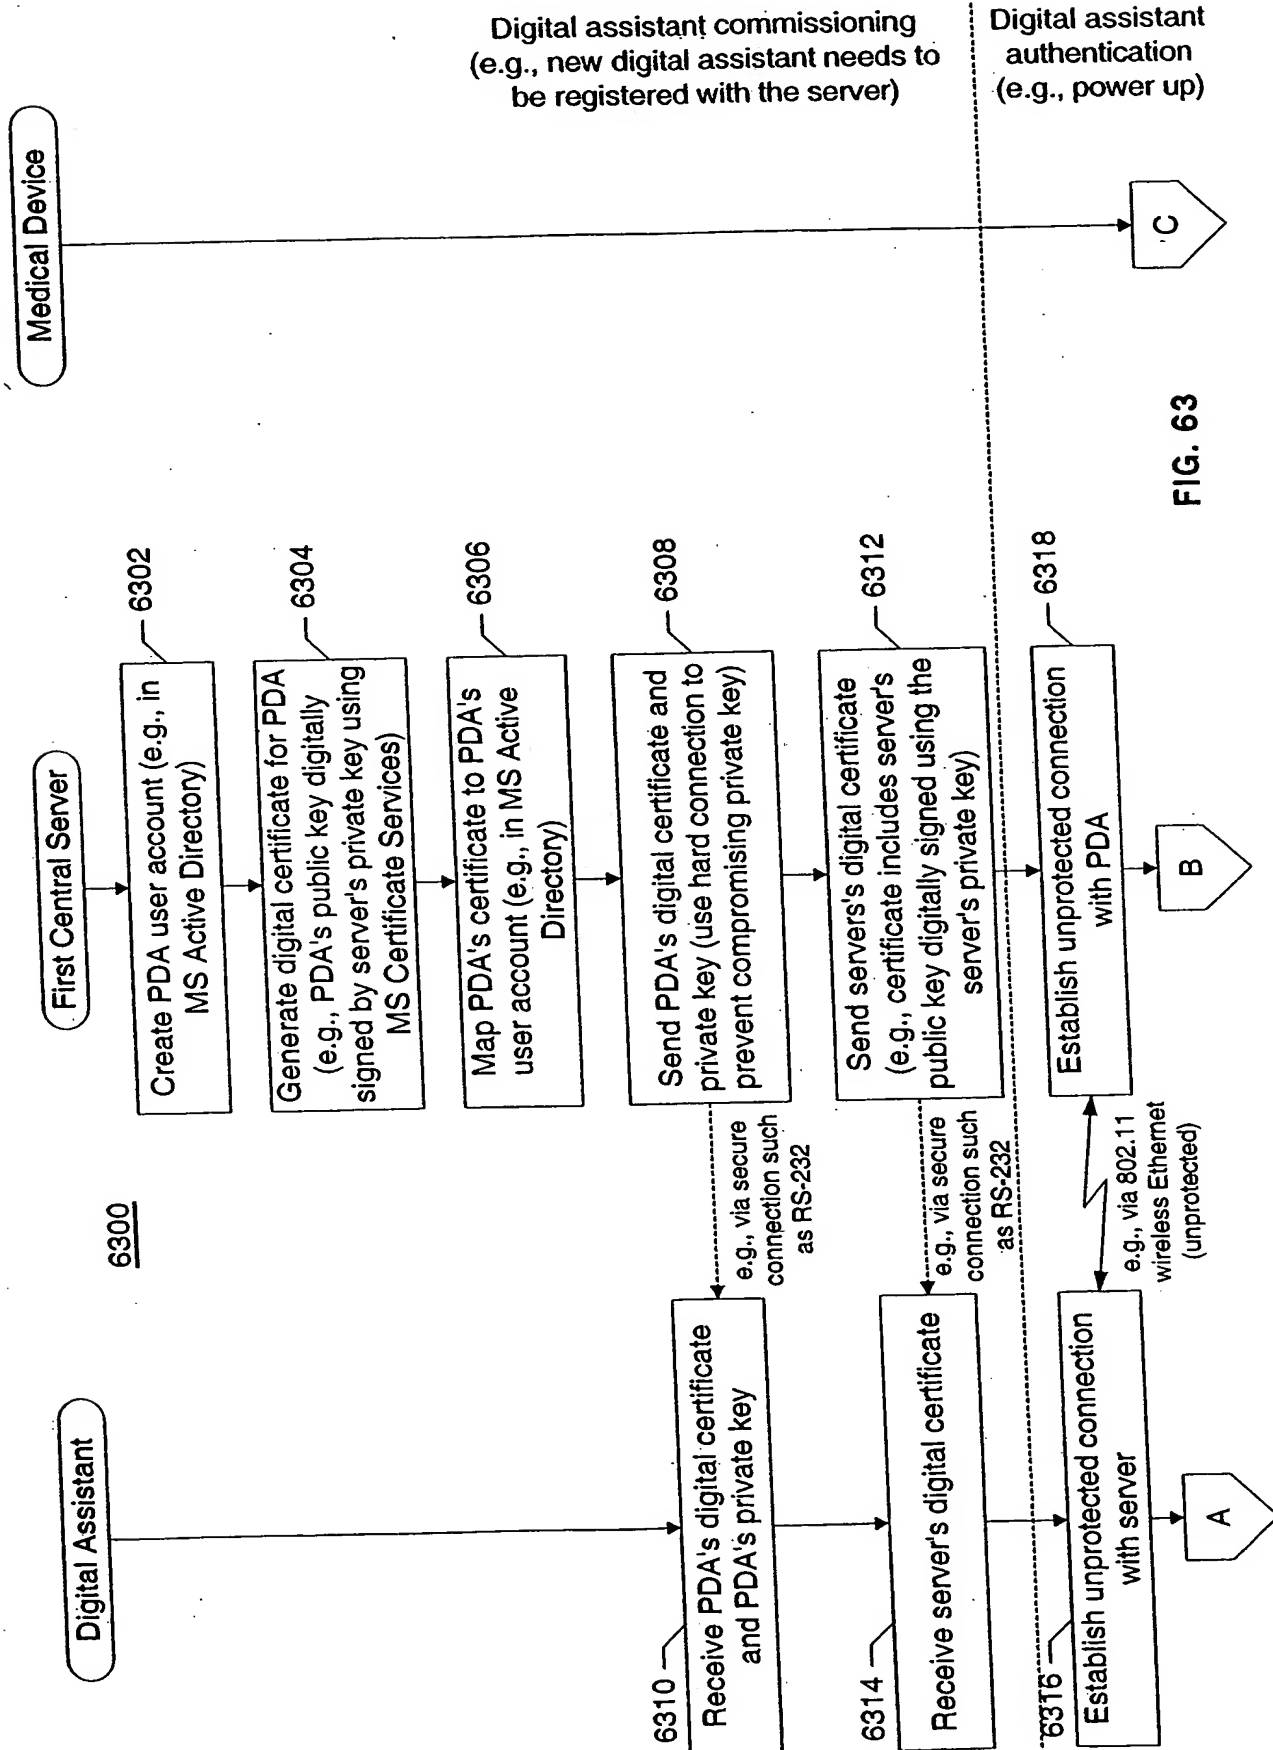 Digital assistant commissioning
(e.g., new digital assistant needs to
be registered with the server)
Digital assistant
authentication
(e.g., power up)
Medical Device
C
FIG. 63
First Central Server
6302
Create PDA user account (e.g., in
MS Active Directory)
6304
Generate digital certificate for PDA
(e.g., PDA's public key digitally
signed by server's private key using
MS Certificate Services)
6306
Map PDA's certificate to PDA's
user account (e.g., in MS Active
Directory)
6308
Send PDA's digital certificate and
private key (use hard connection to
prevent compromising private key)
6312
Send servers's digital certificate
(e.g., certificate includes server's
public key digitally signed using the
server's private key)
6318
Establish unprotected connection
with PDA
B
6300
e.g., via secure
connection such
as RS-232
e.g., via secure
connection such
as RS-232
e.g., via 802.11
wireless Ethernet
(unprotected)
Digital Assistant
6310
Receive PDA's digital certificate
and PDA's private key
6314
Receive server's digital certificate
6316
Establish unprotected connection
with server
A